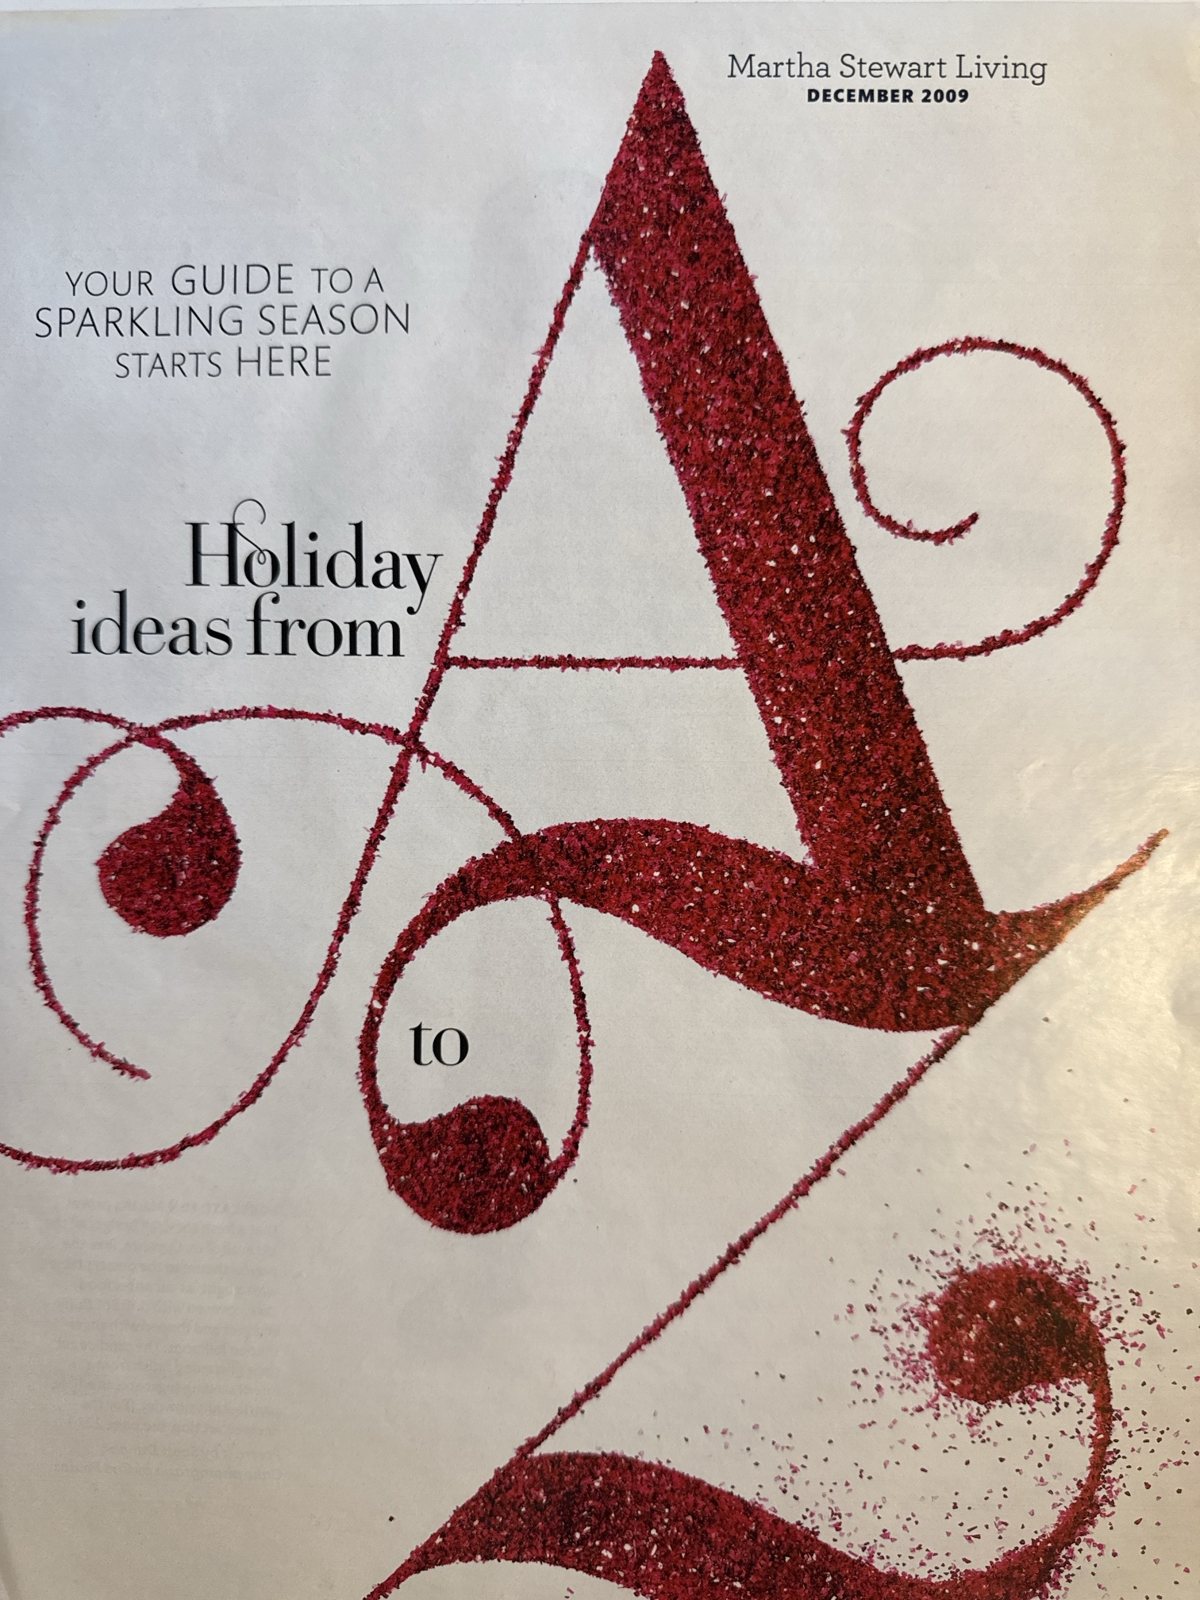 Martha Stewart Living
DECEMBER 2009
YOUR GUIDE TO A
SPARKLING SEASON
STARTS HERE
Holiday
ideas from
A
to
Z